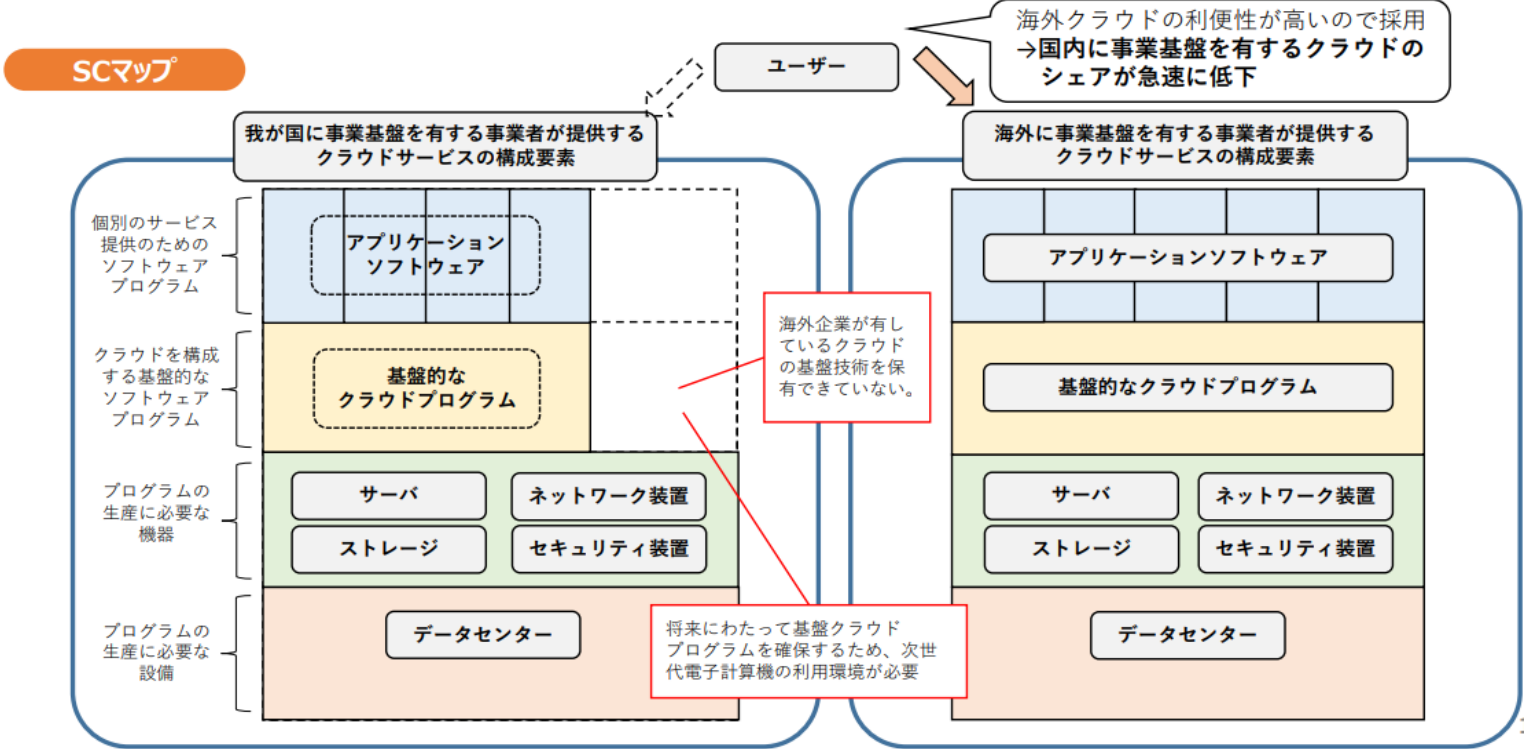 海外クラウドの利便性が高いので採用
→国内に事業基盤を有するクラウドの
シェアが急速に低下
SCマップ
ユーザー
我が国に事業基盤を有する事業者が提供する
クラウドサービスの構成要素
海外に事業基盤を有する事業者が提供する
クラウドサービスの構成要素
個別のサービス
提供のための
ソフトウェア
プログラム
アプリケーション
ソフトウェア
アプリケーションソフトウェア
海外企業が有し
ているクラウド
の基盤技術を保
有できていない。
クラウドを構成
する基盤的な
ソフトウェア
プログラム
基盤的な
クラウドプログラム
基盤的なクラウドプログラム
プログラムの
生産に必要な
機器
サーバ
ネットワーク装置
ストレージ
セキュリティ装置
サーバ
ネットワーク装置
ストレージ
セキュリティ装置
プログラムの
生産に必要な
設備
データセンター
将来にわたって基盤クラウド
プログラムを確保するため、次世
代電子計算機の利用環境が必要
データセンター